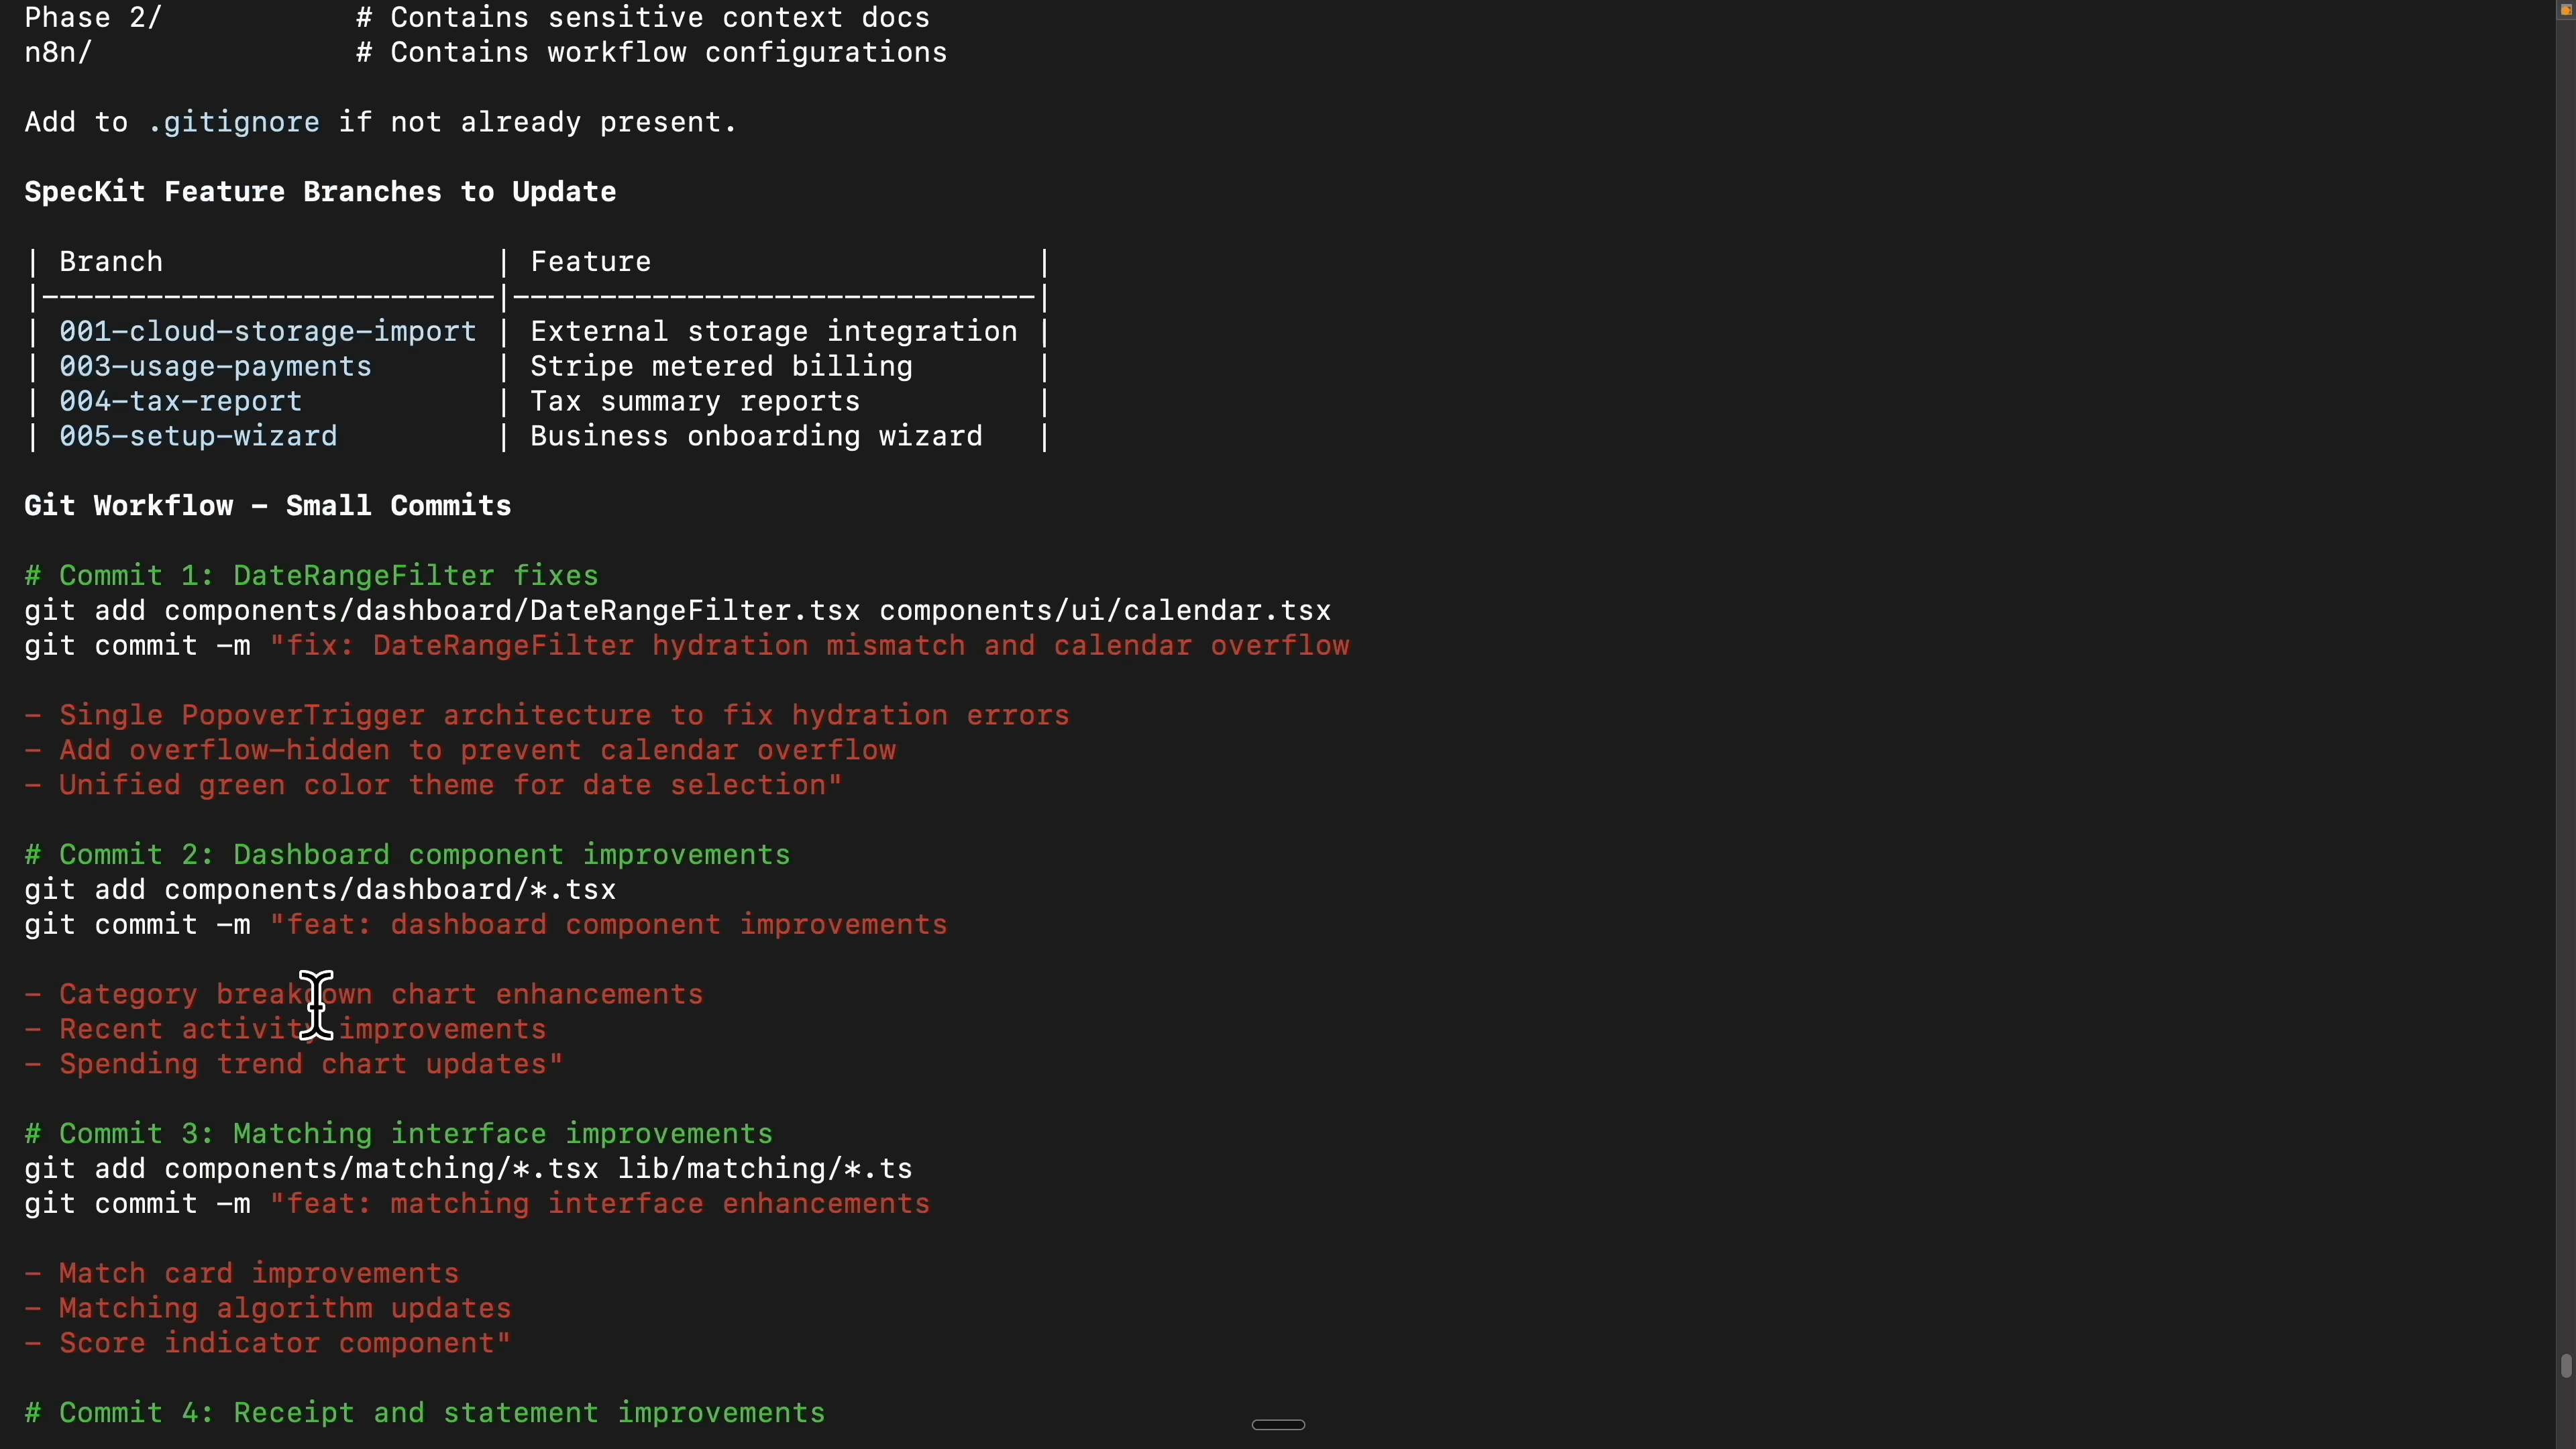 Phase 2/           # Contains sensitive context docs
n8n/               # Contains workflow configurations
Add to .gitignore if not already present.
SpecKit Feature Branches to Update
| Branch                   | Feature                      |
|--------------------------|------------------------------|
| 001-cloud-storage-import | External storage integration |
| 003-usage-payments       | Stripe metered billing       |
| 004-tax-report           | Tax summary reports          |
| 005-setup-wizard         | Business onboarding wizard   |
Git Workflow - Small Commits
# Commit 1: DateRangeFilter fixes
git add components/dashboard/DateRangeFilter.tsx components/ui/calendar.tsx
git commit -m "fix: DateRangeFilter hydration mismatch and calendar overflow
- Single PopoverTrigger architecture to fix hydration errors
- Add overflow-hidden to prevent calendar overflow
- Unified green color theme for date selection"
# Commit 2: Dashboard component improvements
git add components/dashboard/*.tsx
git commit -m "feat: dashboard component improvements
- Category breakdown chart enhancements
- Recent activity improvements
- Spending trend chart updates"
# Commit 3: Matching interface improvements
git add components/matching/*.tsx lib/matching/*.ts
git commit -m "feat: matching interface enhancements
- Match card improvements
- Matching algorithm updates
- Score indicator component"
# Commit 4: Receipt and statement improvements